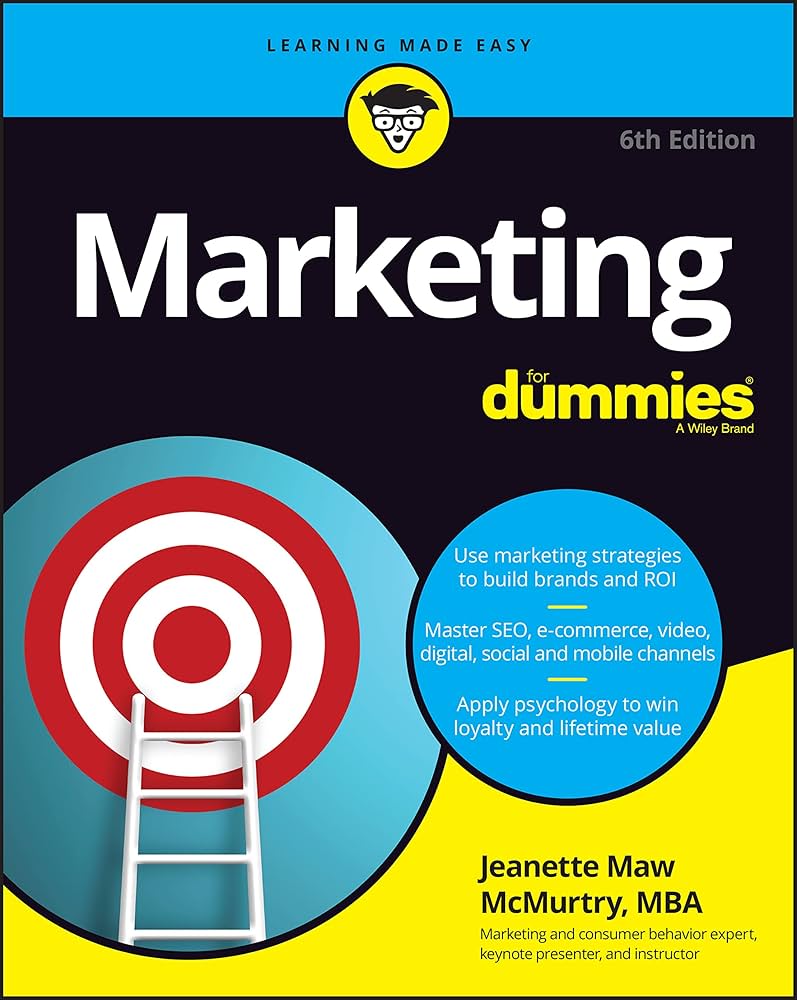 LEARNING MADE EASY
6th Edition
Marketing
for
dummies®
A Wiley Brand
Use marketing strategies
to build brands and ROI
Master SEO, e-commerce, video,
digital, social and mobile channels
Apply psychology to win
loyalty and lifetime value
Jeanette Maw
McMurtry, MBA
Marketing and consumer behavior expert,
keynote presenter, and instructor